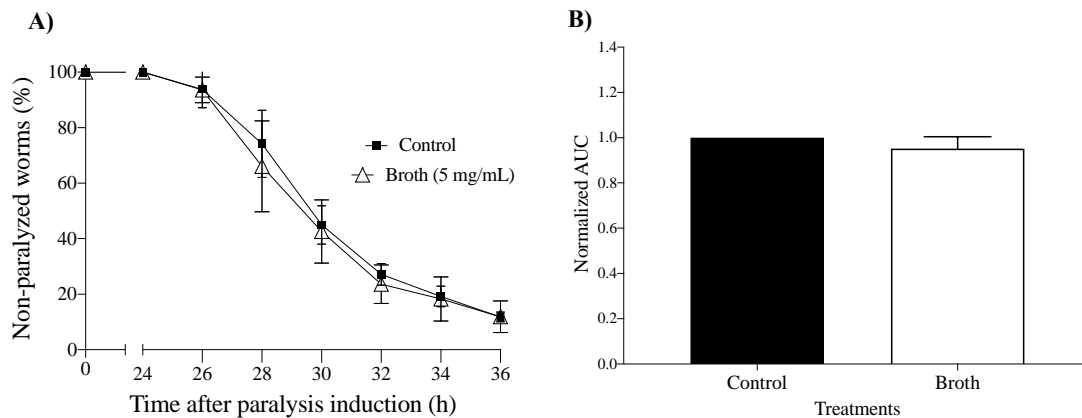 A)
Non-paralyzed worms (%)
100
80
60
40
20
0
0 24 26 28 30 32 34 36
Time after paralysis induction (h)
Control
Broth (5 mg/mL)
B)
Normalized AUC
1.4
1.2
1.0
0.8
0.6
0.4
0.2
0.0
Control Broth
Treatments